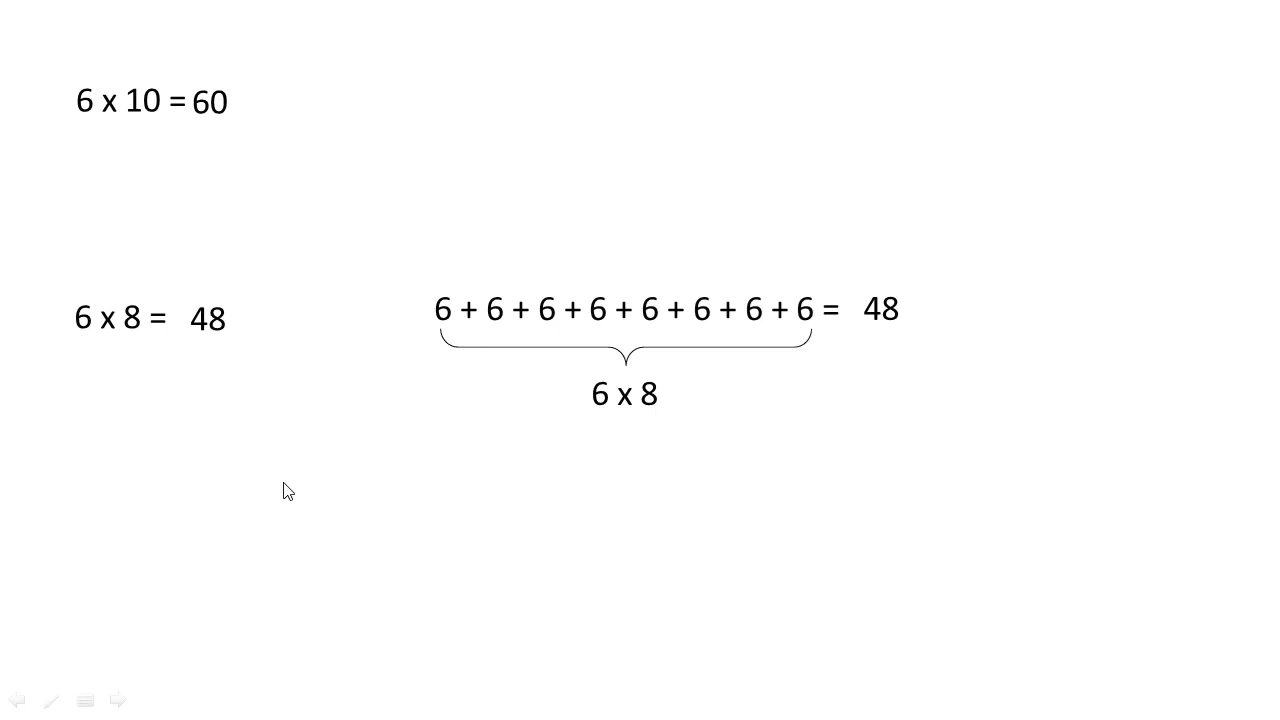 6 x 10 = 60
6 x 8 = 48
6 + 6 + 6 + 6 + 6 + 6 + 6 + 6 = 48
6 x 8